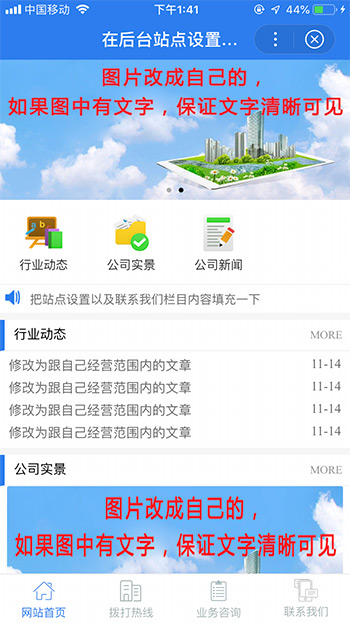 中国移动 下午1:41 44%
在后台站点设置...
图片改成自己的，
如果图中有文字，保证文字清晰可见
行业动态 公司实景 公司新闻
把站点设置以及联系我们栏目内容填充一下
行业动态 MORE
修改为跟自己经营范围内的文章 11-14
修改为跟自己经营范围内的文章 11-14
修改为跟自己经营范围内的文章 11-14
修改为跟自己经营范围内的文章 11-14
公司实景 MORE
图片改成自己的，
如果图中有文字，保证文字清晰可见
网站首页 拨打热线 业务咨询 联系我们